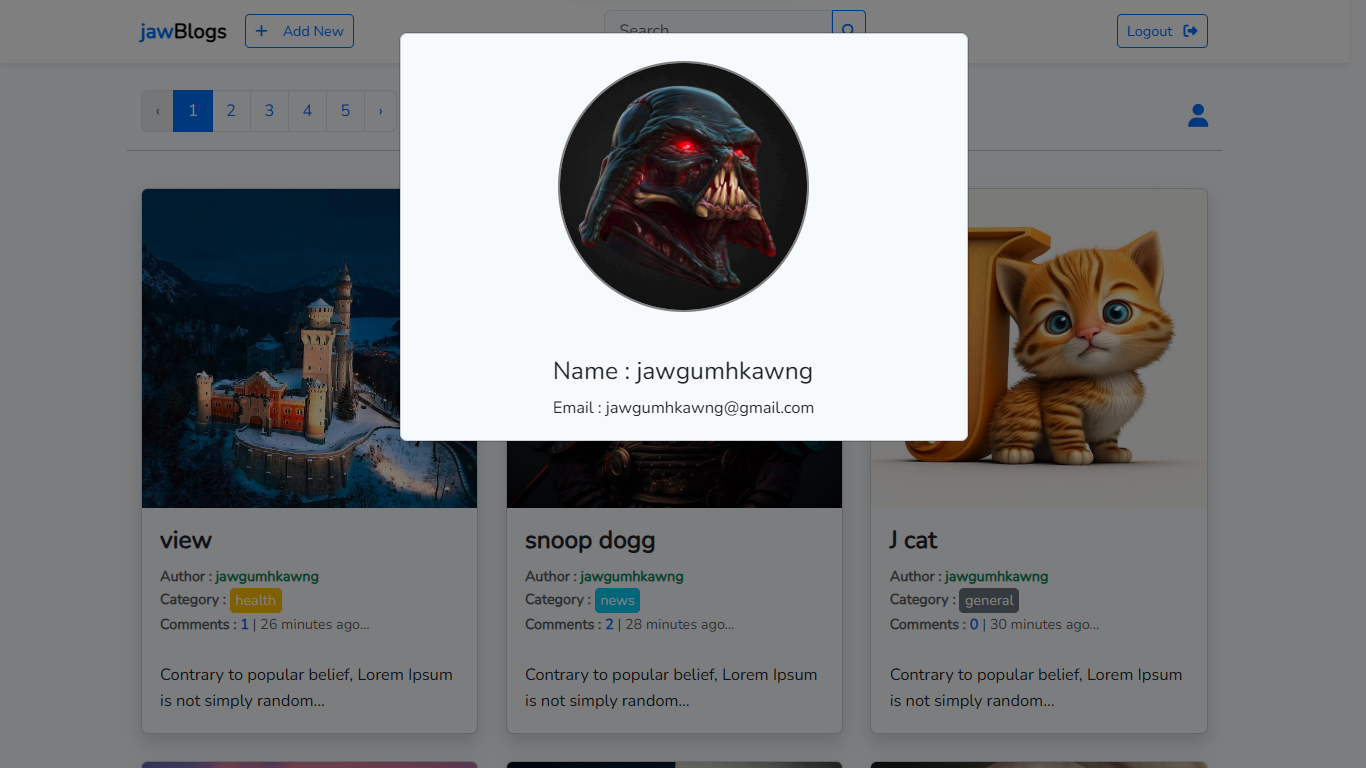 jawBlogs
+ Add New
Search
Logout
‹ 1 2 3 4 5 ›
Name : jawgumhkawng
Email : jawgumhkawng@gmail.com
view
Author : jawgumhkawng
Category : health
Comments : 1 | 26 minutes ago...
Contrary to popular belief, Lorem Ipsum
is not simply random...
snoop dogg
Author : jawgumhkawng
Category : news
Comments : 2 | 28 minutes ago...
Contrary to popular belief, Lorem Ipsum
is not simply random...
J cat
Author : jawgumhkawng
Category : general
Comments : 0 | 30 minutes ago...
Contrary to popular belief, Lorem Ipsum
is not simply random...